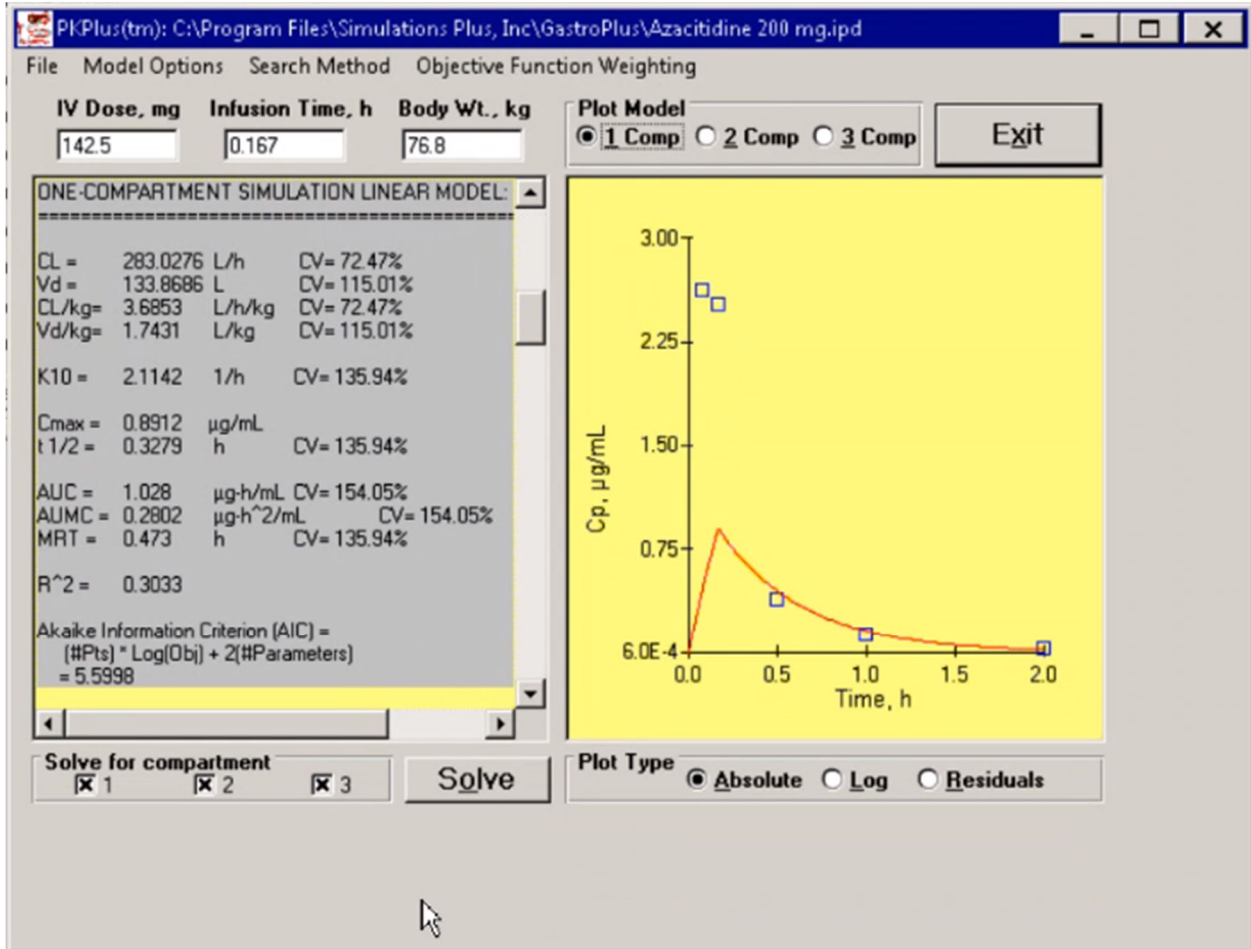 PKPlus(tm): C:\Program Files\Simulations Plus, Inc\GastroPlus\Azacitidine 200 mg.ipd
File Model Options Search Method Objective Function Weighting
IV Dose, mg Infusion Time, h Body Wt., kg
142.5 0.167 76.8
Plot Model
1 Comp 2 Comp 3 Comp
Exit
ONE-COMPARTMENT SIMULATION LINEAR MODEL:
==================================================
CL = 283.0276 L/h CV= 72.47%
Vd = 133.8686 L CV= 115.01%
CL/kg= 3.6853 L/h/kg CV= 72.47%
Vd/kg= 1.7431 L/kg CV= 115.01%
K10 = 2.1142 1/h CV= 135.94%
Cmax = 0.8912 µg/mL
t 1/2 = 0.3279 h CV= 135.94%
AUC = 1.028 µg-h/mL CV= 154.05%
AUMC = 0.2802 µg-h^2/mL CV= 154.05%
MRT = 0.473 h CV= 135.94%
R^2 = 0.3033
Akaike Information Criterion (AIC) =
(#Pts) * Log(Obj) + 2(#Parameters)
= 5.5998
Cp, µg/mL
3.00
2.25
1.50
0.75
6.0E-4
0.0 0.5 1.0 1.5 2.0
Time, h
Solve for compartment
1 2 3
Solve
Plot Type
Absolute Log Residuals